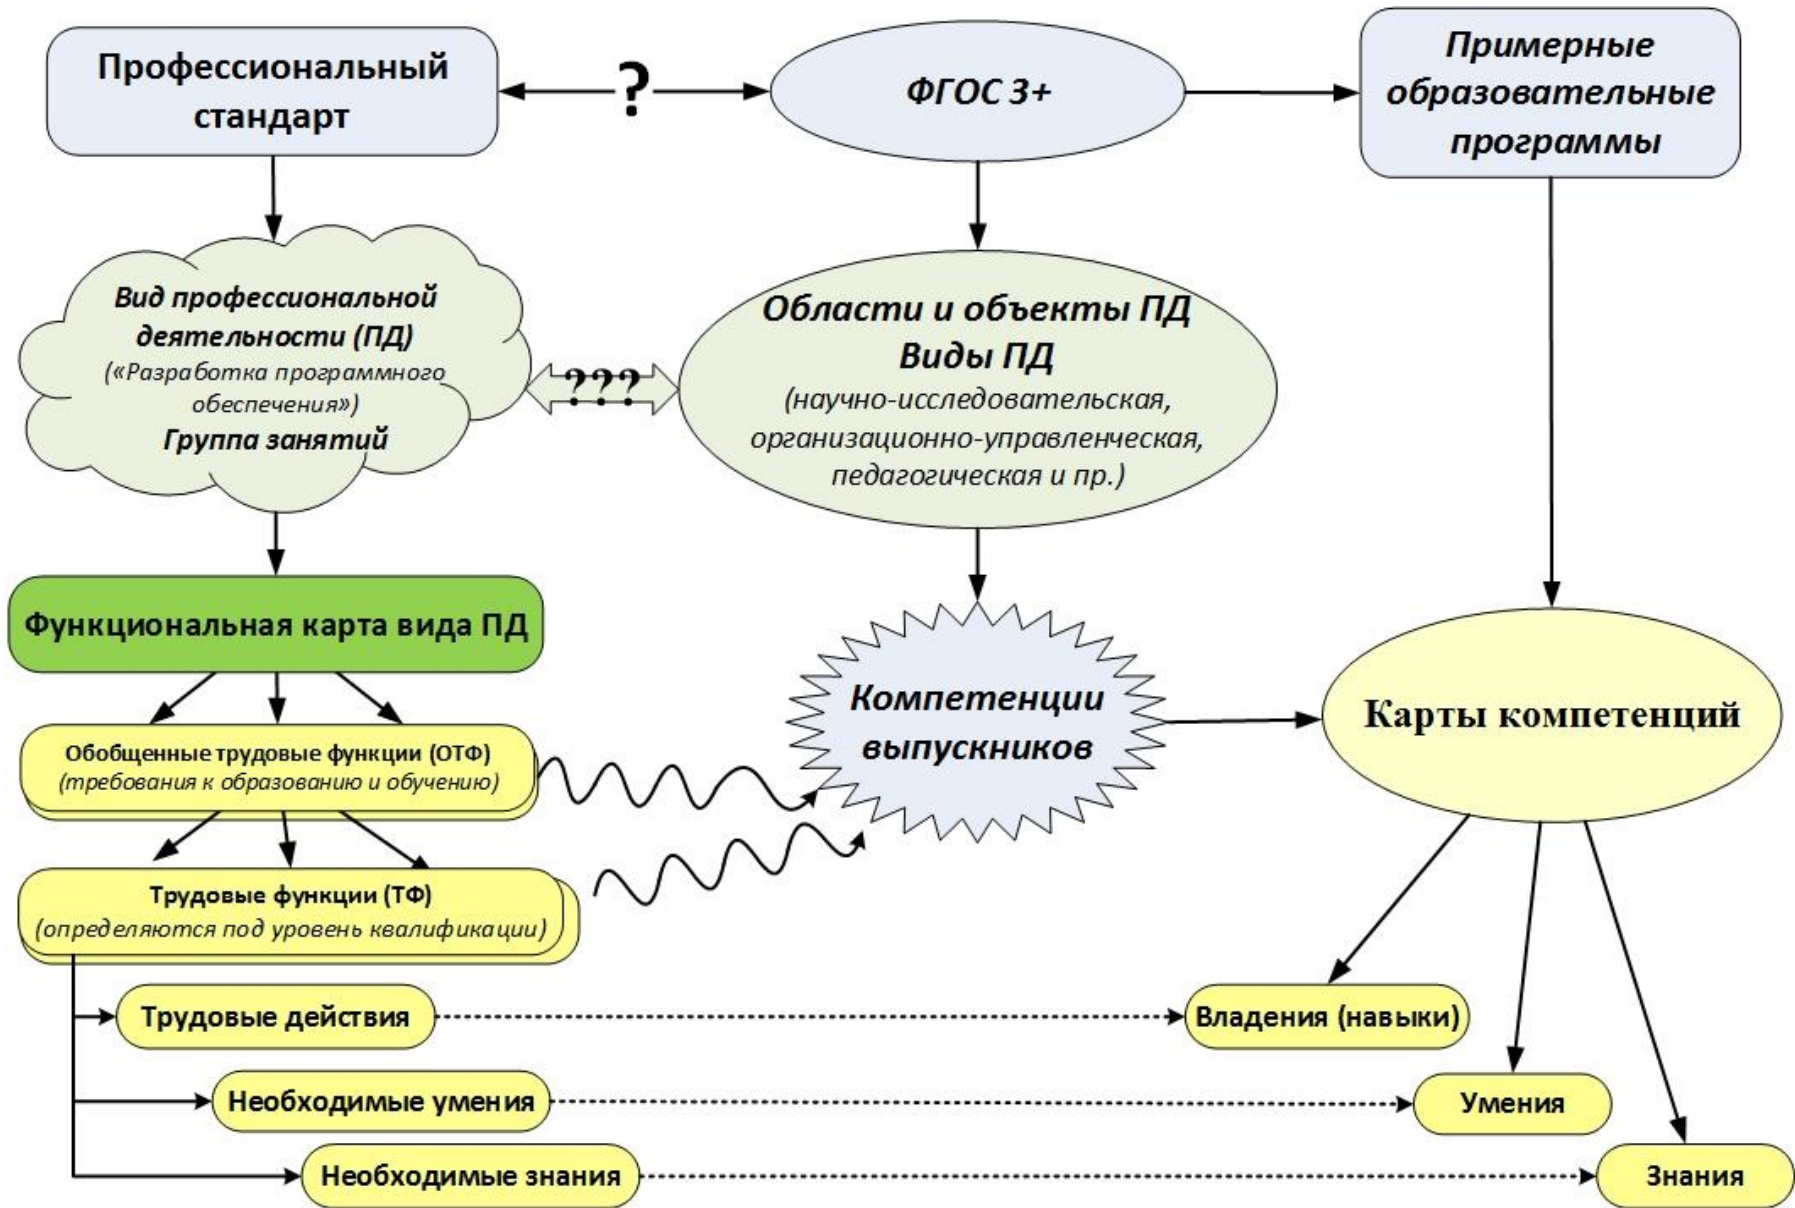 Профессиональный
стандарт
?
ФГОС 3+
Примерные
образовательные
программы
Вид профессиональной
деятельности (ПД)
(«Разработка программного
обеспечения»)
Группа занятий
???
Области и объекты ПД
Виды ПД
(научно-исследовательская,
организационно-управленческая,
педагогическая и пр.)
Функциональная карта вида ПД
Компетенции
выпускников
Карты компетенций
Обобщенные трудовые функции (ОТФ)
(требования к образованию и обучению)
Трудовые функции (ТФ)
(определяются под уровень квалификации)
Трудовые действия
Владения (навыки)
Необходимые умения
Умения
Необходимые знания
Знания